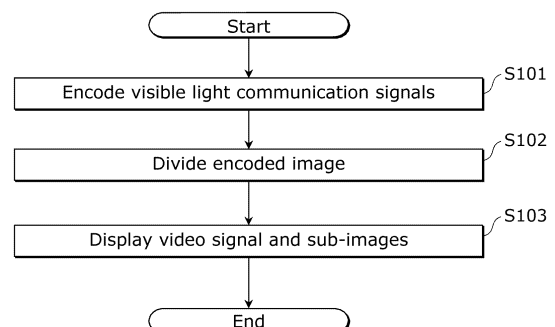 Start
S101
Encode visible light communication signals
S102
Divide encoded image
S103
Display video signal and sub-images
End